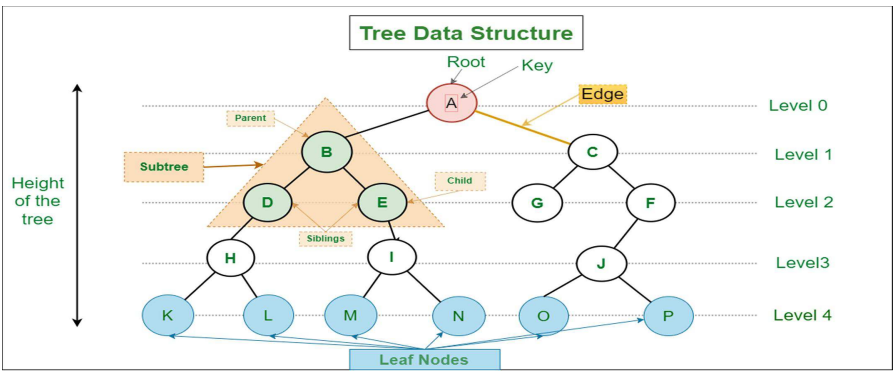 Tree Data Structure
Root
Key
A
Edge
Level 0
Parent
B
C
Level 1
Subtree
Child
Height
of the
tree
D
E
G
F
Level 2
Siblings
H
I
J
Level3
K
L
M
N
O
P
Level 4
Leaf Nodes